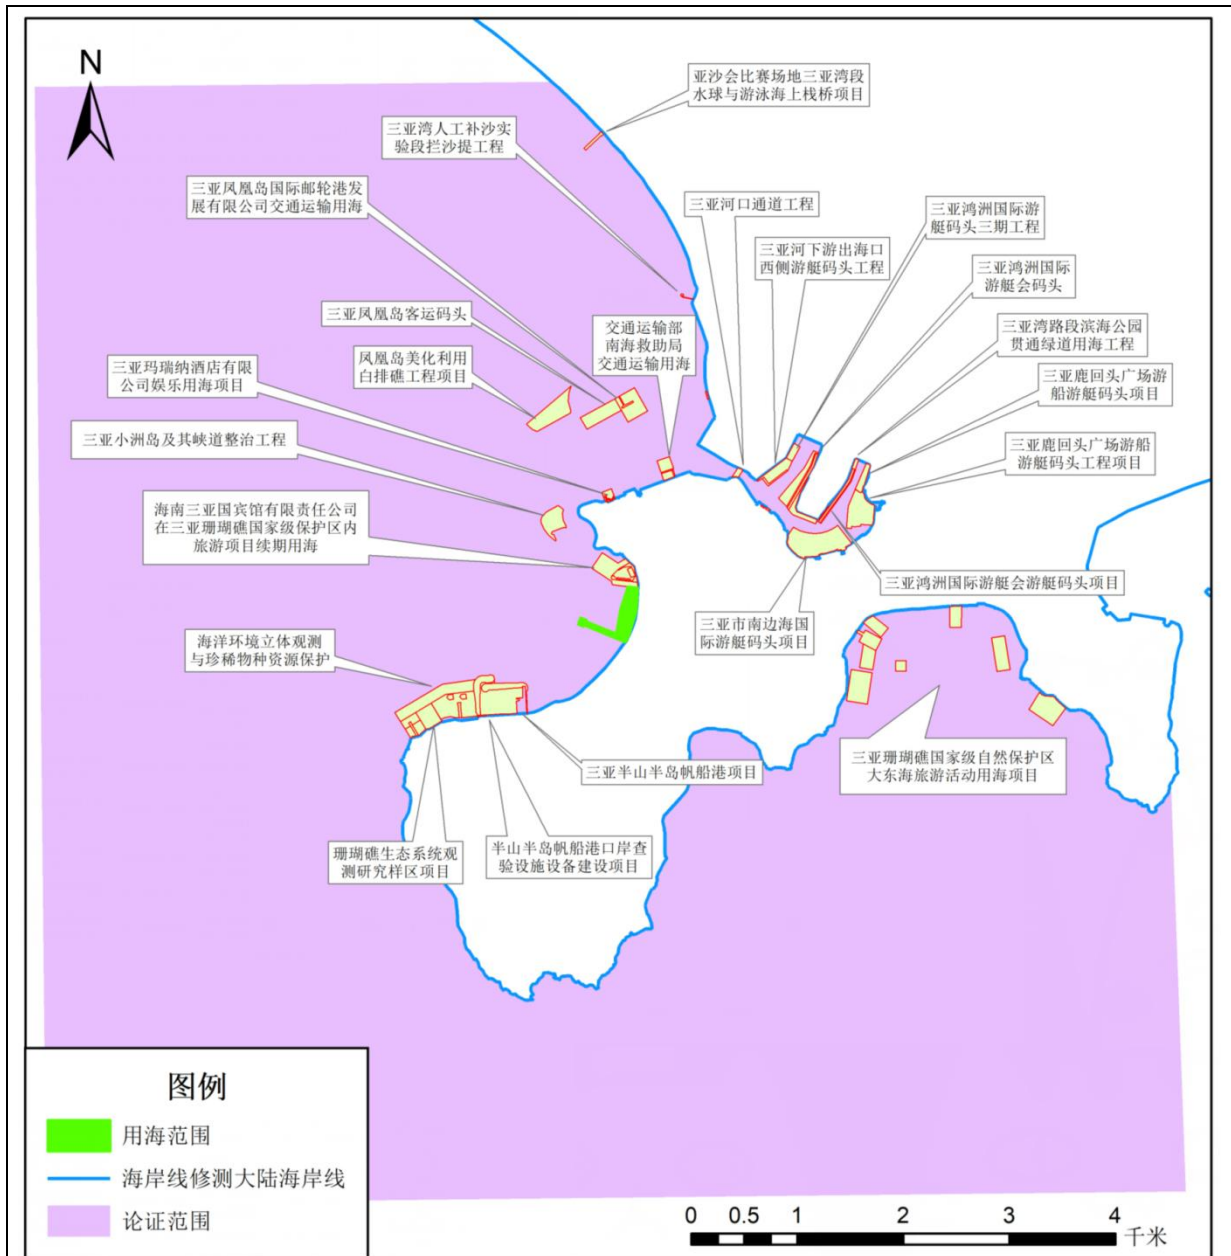 N
亚沙会比赛场地三亚湾段
水球与游泳海上栈桥项目
三亚湾人工补沙实
验段拦沙提工程
三亚凤凰岛国际邮轮港发
展有限公司交通运输用海
三亚河口通道工程
三亚鸿洲国际游
艇码头三期工程
三亚河下游出海口
西侧游艇码头工程
三亚鸿洲国际
游艇会码头
三亚凤凰岛客运码头
交通运输部
南海救助局
交通运输用海
三亚湾路段滨海公园
贯通绿道用海工程
凤凰岛美化利用
白排礁工程项目
三亚玛瑞纳酒店有限
公司娱乐用海项目
三亚鹿回头广场游
船游艇码头项目
三亚小洲岛及其峡道整治工程
三亚鹿回头广场游船
游艇码头工程项目
海南三亚国宾馆有限责任公司
在三亚珊瑚礁国家级保护区内
旅游项目续期用海
三亚鸿洲国际游艇会游艇码头项目
三亚市南边海国
际游艇码头项目
海洋环境立体观测
与珍稀物种资源保护
三亚珊瑚礁国家级自然保护区
大东海旅游活动用海项目
三亚半山半岛帆船港项目
珊瑚礁生态系统观
测研究样区项目
半山半岛帆船港口岸查
验设施设备建设项目
图例
用海范围
海岸线修测大陆海岸线
论证范围
0 0.5 1 2 3 4
千米